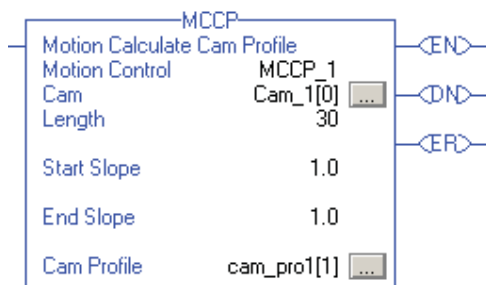 MCCP
Motion Calculate Cam Profile
Motion Control MCCP_1
Cam Cam_1[0] ...
Length 30
Start Slope 1.0
End Slope 1.0
Cam Profile cam_pro1[1] ...
EN
DN
ER